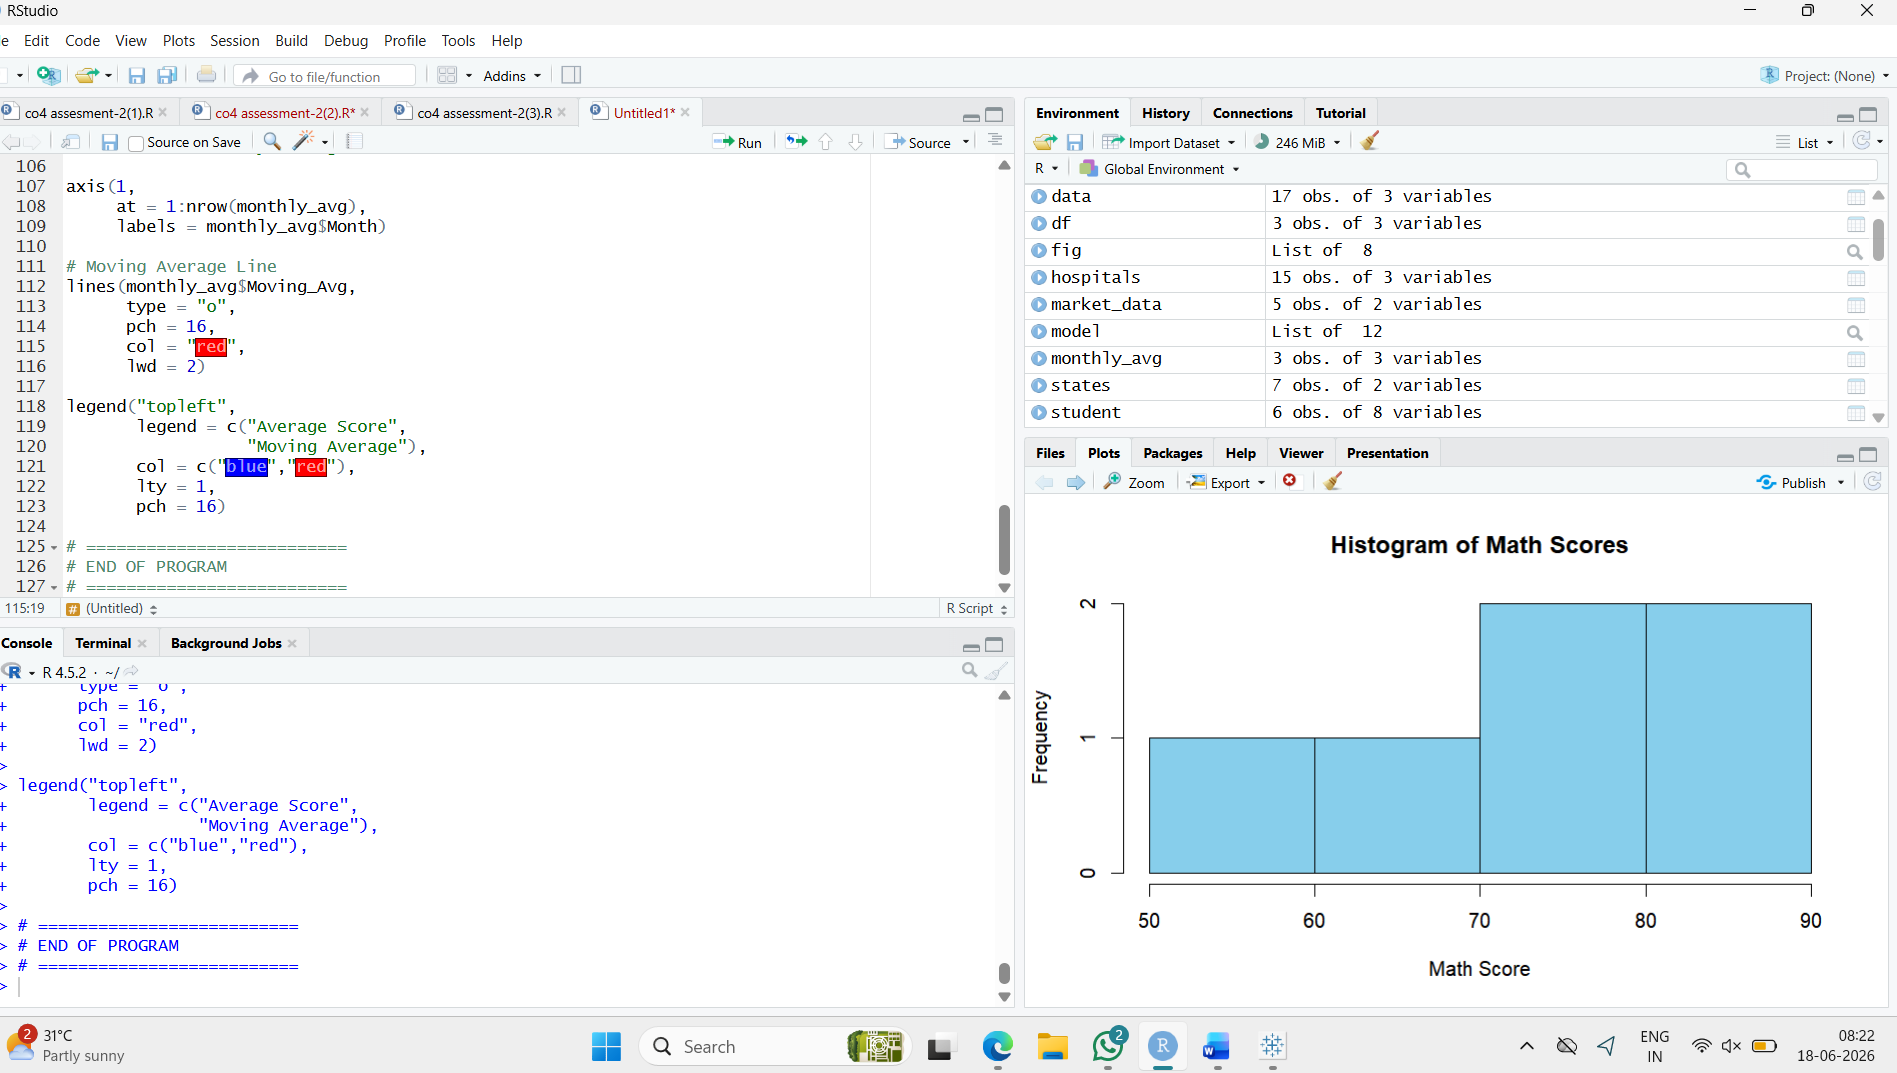 RStudio
Edit Code View Plots Session Build Debug Profile Tools Help
Go to file/function
Addins
Project: (None)
co4 assesment-2(1).R
co4 assessment-2(2).R*
co4 assessment-2(3).R
Untitled1*
Source on Save
Run
Source
106
107 axis(1,
108 at = 1:nrow(monthly_avg),
109 labels = monthly_avg$Month)
110
111 # Moving Average Line
112 lines(monthly_avg$Moving_Avg,
113 type = "o",
114 pch = 16,
115 col = "red",
116 lwd = 2)
117
118 legend("topleft",
119 legend = c("Average Score",
120 "Moving Average"),
121 col = c("blue","red"),
122 lty = 1,
123 pch = 16)
124
125 # ==========================
126 # END OF PROGRAM
127 # ==========================
115:19
# (Untitled)
R Script
Console
Terminal
Background Jobs
R 4.5.2 · ~/
+ type = "o",
+ pch = 16,
+ col = "red",
+ lwd = 2)
>
> legend("topleft",
+ legend = c("Average Score",
+ "Moving Average"),
+ col = c("blue","red"),
+ lty = 1,
+ pch = 16)
>
> # ==========================
> # END OF PROGRAM
> # ==========================
>
Environment History Connections Tutorial
Import Dataset
246 MiB
List
R
Global Environment
data 17 obs. of 3 variables
df 3 obs. of 3 variables
fig List of 8
hospitals 15 obs. of 3 variables
market_data 5 obs. of 2 variables
model List of 12
monthly_avg 3 obs. of 3 variables
states 7 obs. of 2 variables
student 6 obs. of 8 variables
Files Plots Packages Help Viewer Presentation
Zoom
Export
Publish
Histogram of Math Scores
Frequency
2
1
0
50 60 70 80 90
Math Score
2
31°C
Partly sunny
Search
2
ENG
IN
08:22
18-06-2026